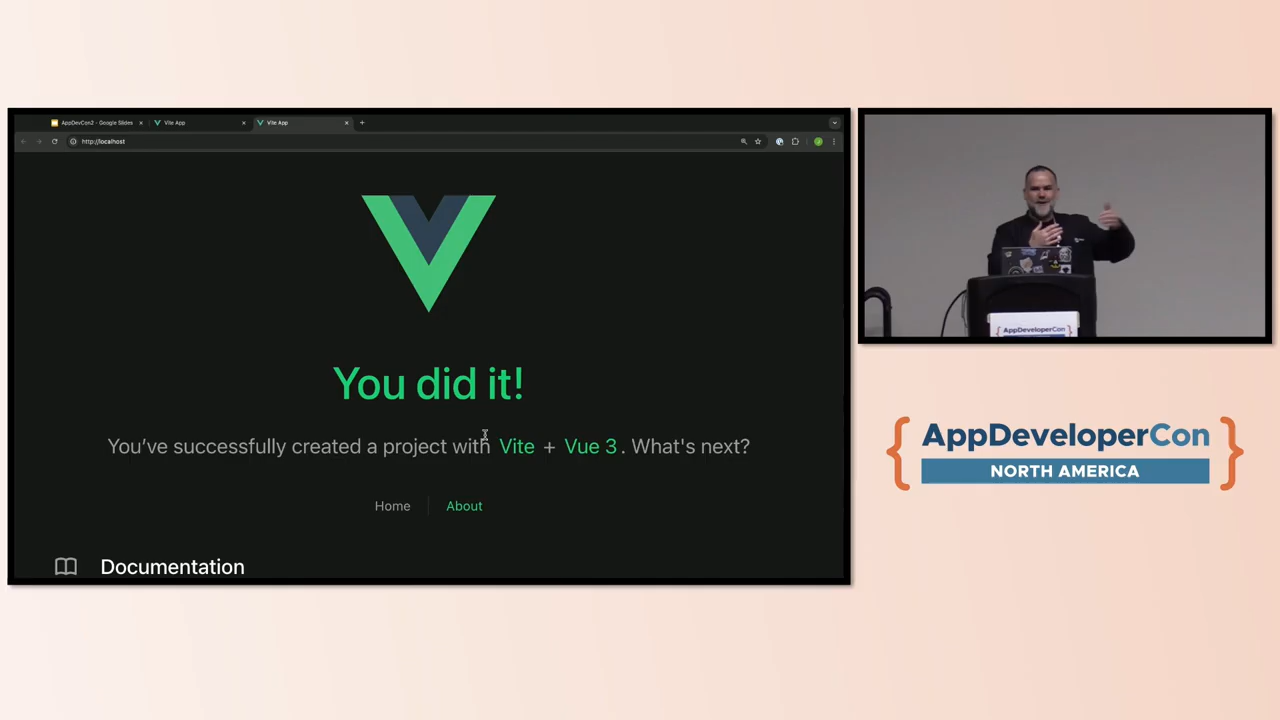 AppDevCon2 - Google Slides
Vite App
Vite App
http://localhost
You did it!
You've successfully created a project with Vite + Vue 3. What's next?
Home
About
Documentation
AppDeveloperCon
{ AppDeveloperCon }
NORTH AMERICA